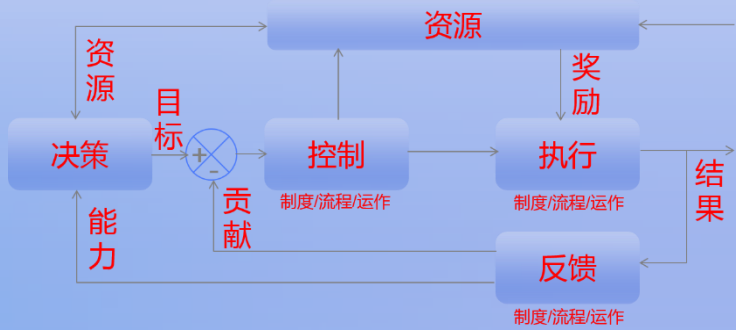 资源
资源
奖励
目标
决策
+
-
控制
执行
制度/流程/运作
制度/流程/运作
结果
贡献
能力
反馈
制度/流程/运作